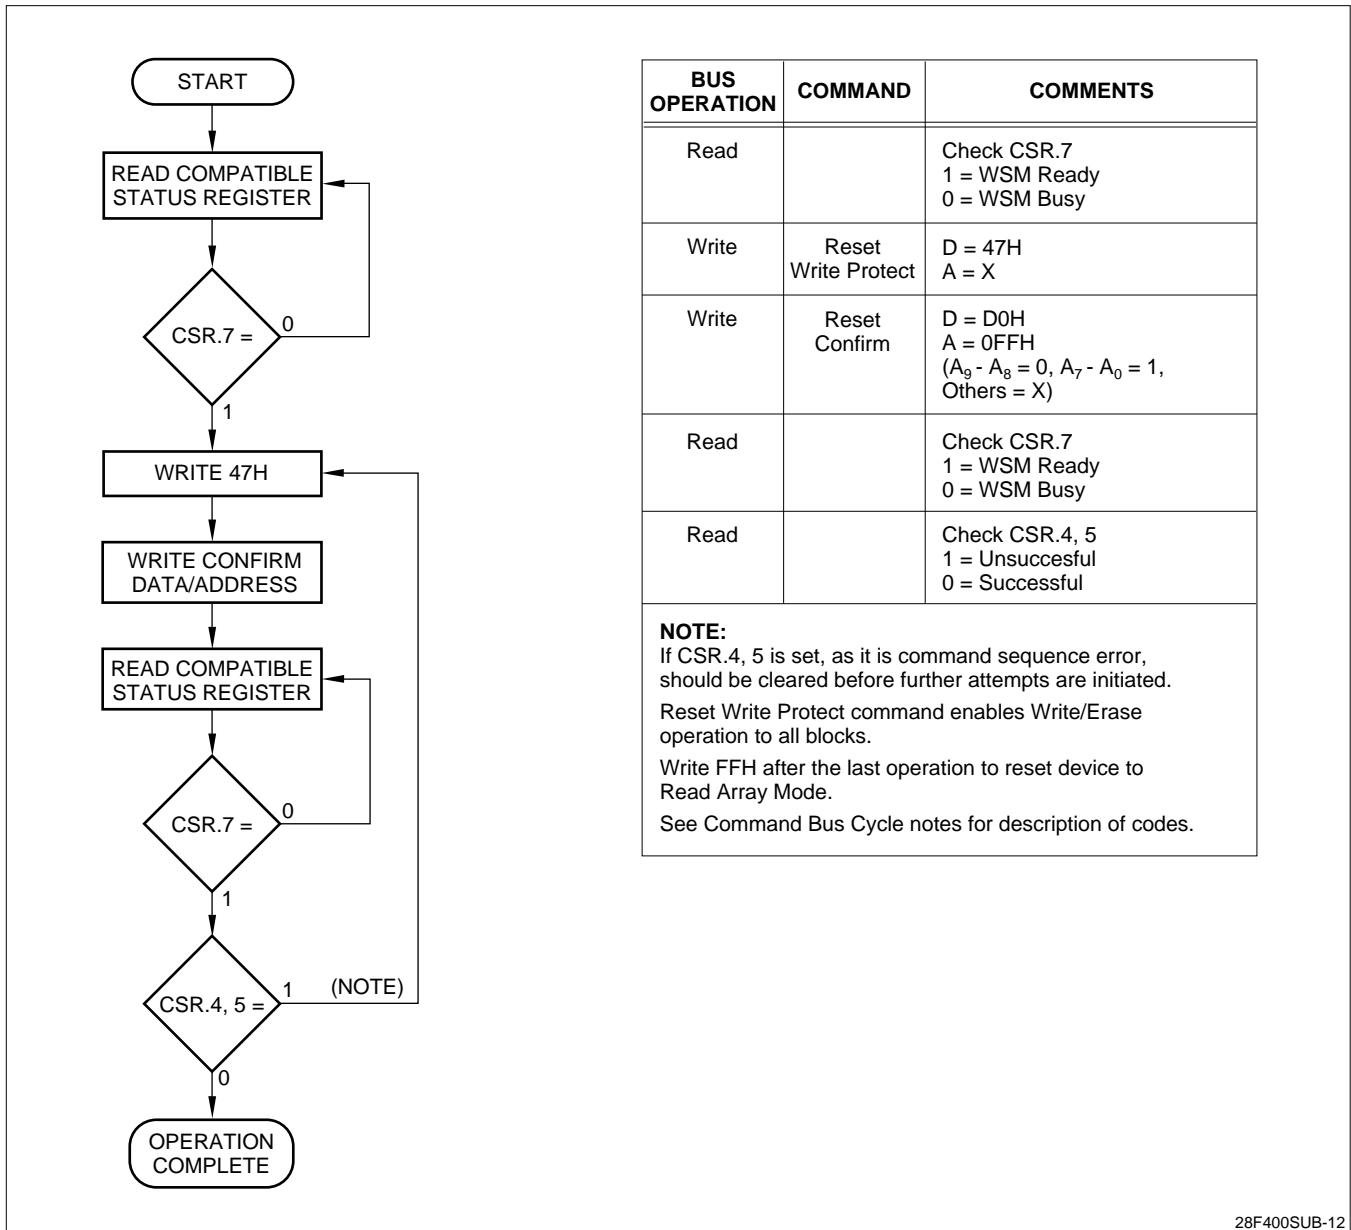 START
READ COMPATIBLE
STATUS REGISTER
CSR.7 =
0
1
WRITE 47H
WRITE CONFIRM
DATA/ADDRESS
READ COMPATIBLE
STATUS REGISTER
CSR.7 =
0
1
CSR.4, 5 =
1
(NOTE)
0
OPERATION
COMPLETE
BUS
OPERATION
COMMAND
COMMENTS
Read
Check CSR.7
1 = WSM Ready
0 = WSM Busy
Write
Reset
Write Protect
D = 47H
A = X
Write
Reset
Confirm
D = D0H
A = 0FFH
(A9 - A8 = 0, A7 - A0 = 1,
Others = X)
Read
Check CSR.7
1 = WSM Ready
0 = WSM Busy
Read
Check CSR.4, 5
1 = Unsuccesful
0 = Successful
NOTE:
If CSR.4, 5 is set, as it is command sequence error,
should be cleared before further attempts are initiated.
Reset Write Protect command enables Write/Erase
operation to all blocks.
Write FFH after the last operation to reset device to
Read Array Mode.
See Command Bus Cycle notes for description of codes.
28F400SUB-12